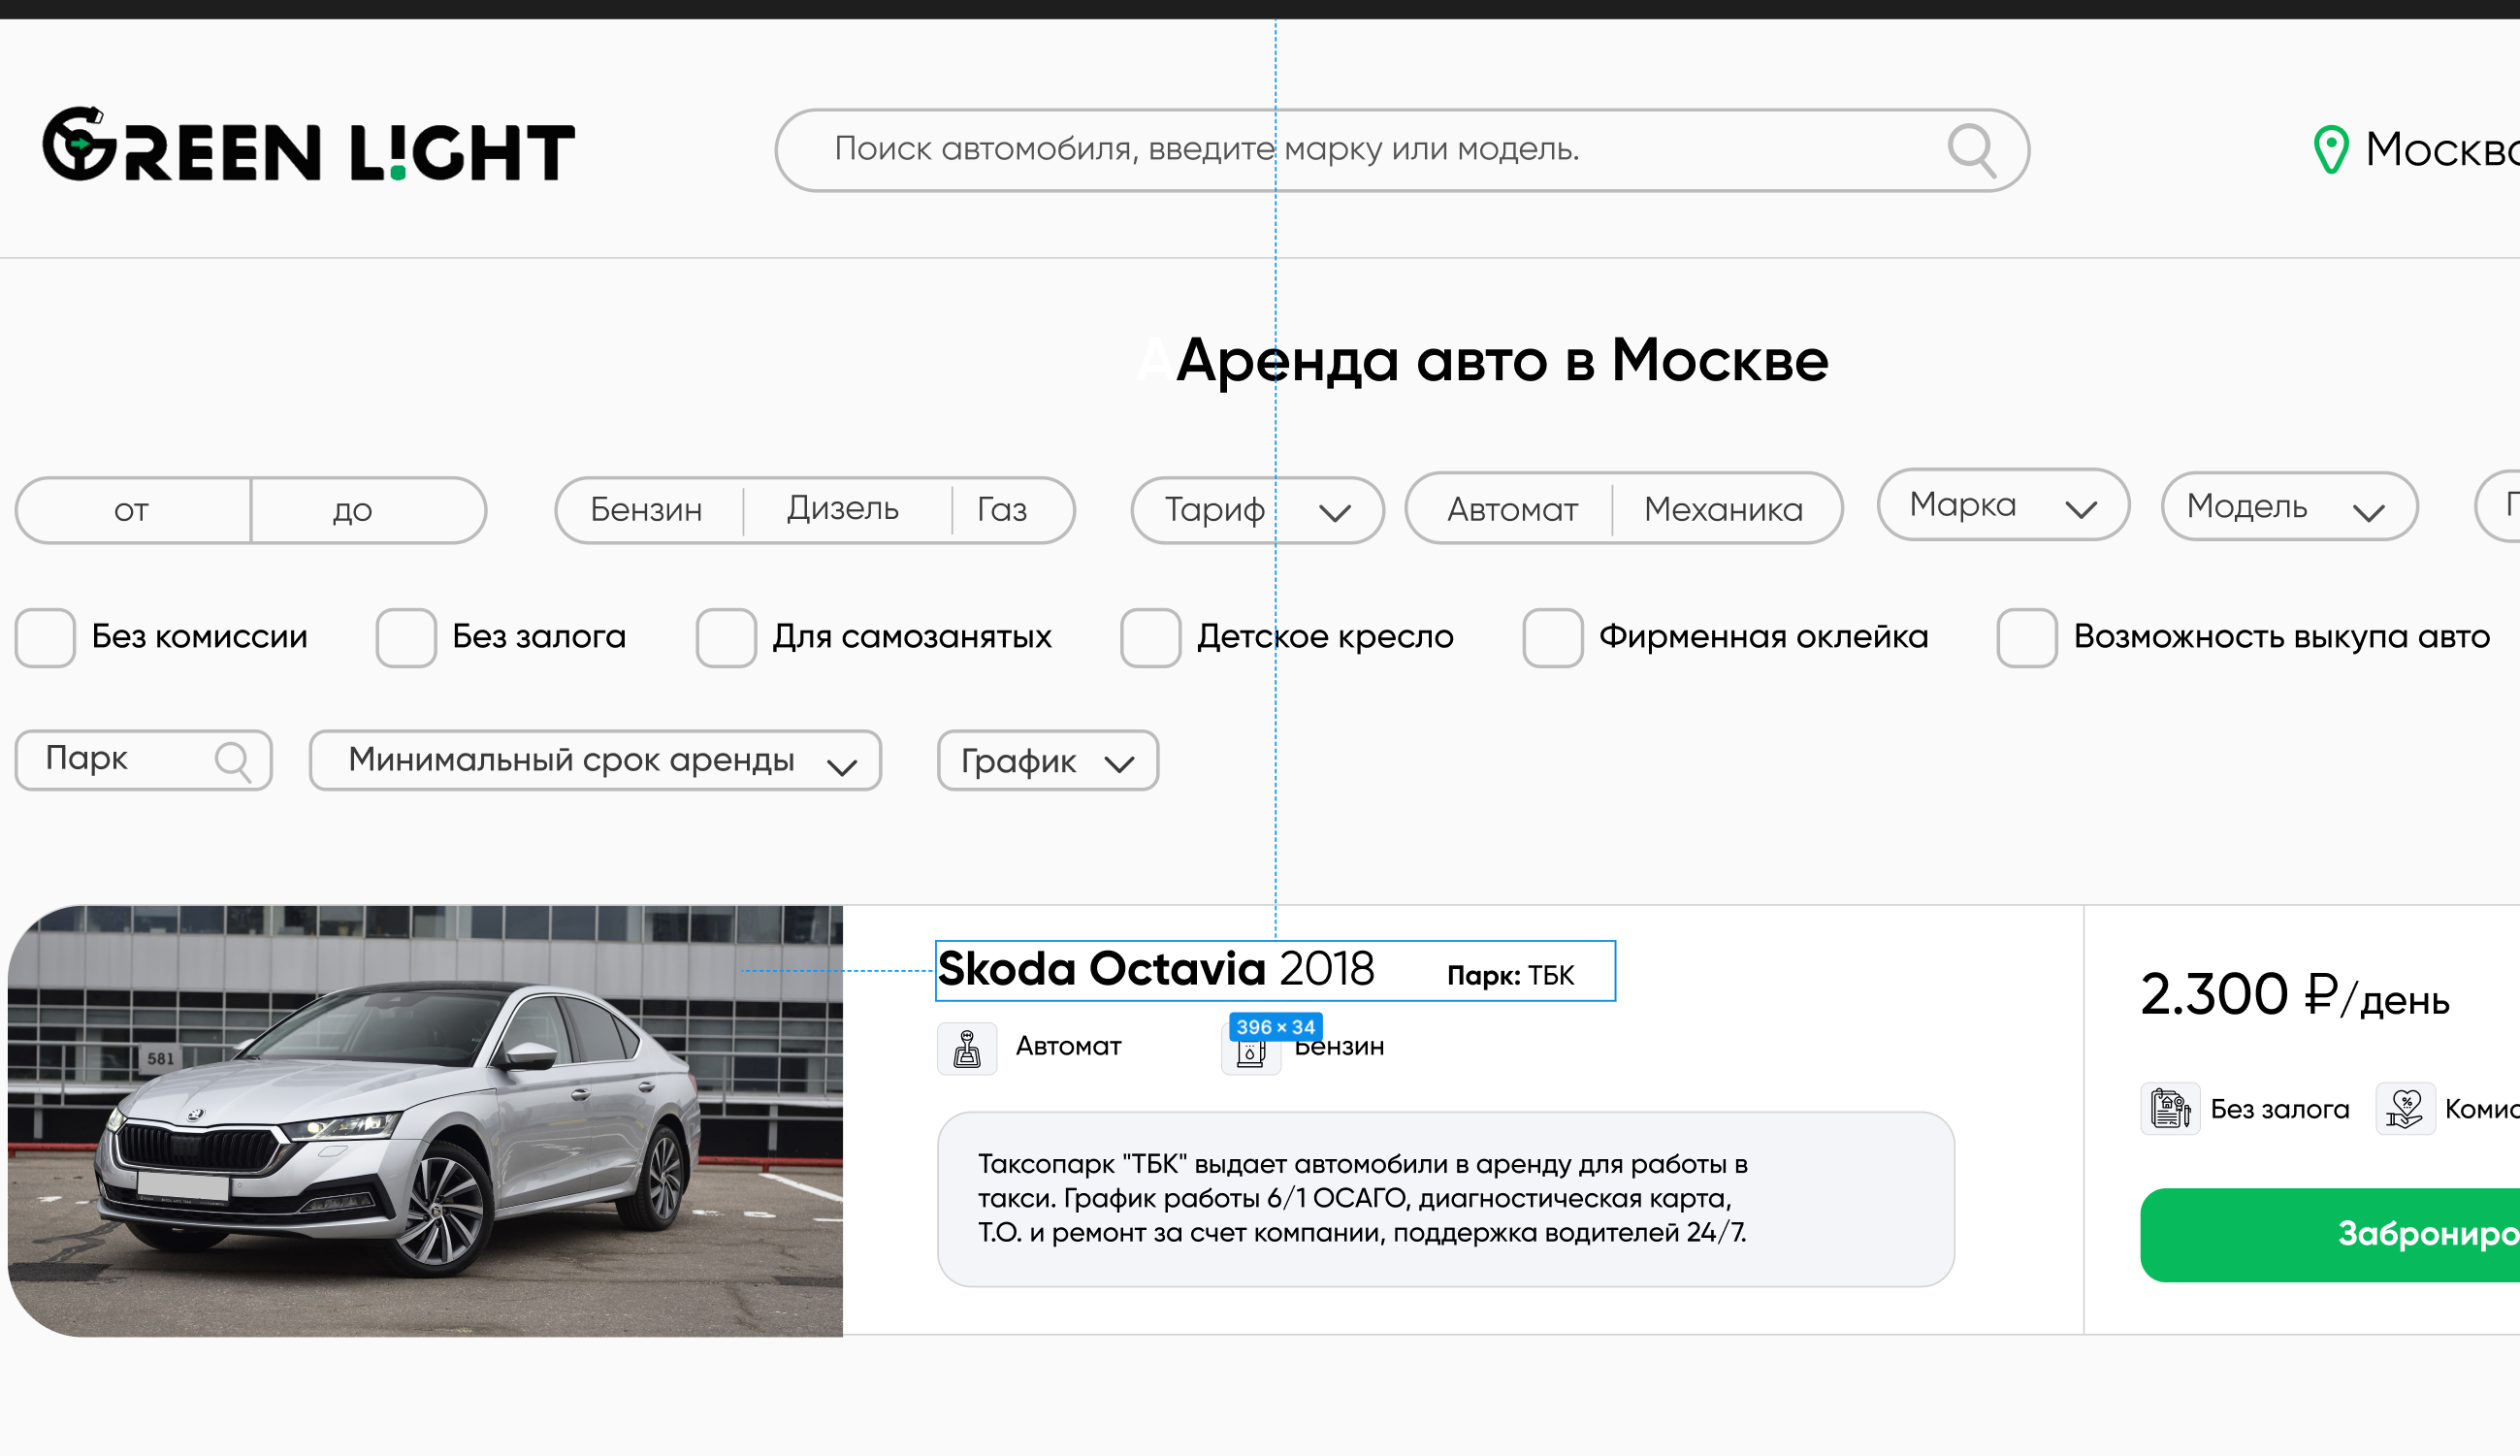 GREEN LIGHT
Поиск автомобиля, введите марку или модель.
Москва
ААренда авто в Москве
от до
Бензин Дизель Газ
Тариф
Автомат Механика
Марка
Модель
Без комиссии
Без залога
Для самозанятых
Детское кресло
Фирменная оклейка
Возможность выкупа авто
Парк
Минимальный срок аренды
График
581
Skoda Octavia 2018 Парк: ТБК
396 × 34
Автомат
Бензин
Таксопарк "ТБК" выдает автомобили в аренду для работы в
такси. График работы 6/1 ОСАГО, диагностическая карта,
Т.О. и ремонт за счет компании, поддержка водителей 24/7.
2.300 ₽/день
Без залога
Комис
Заброниро